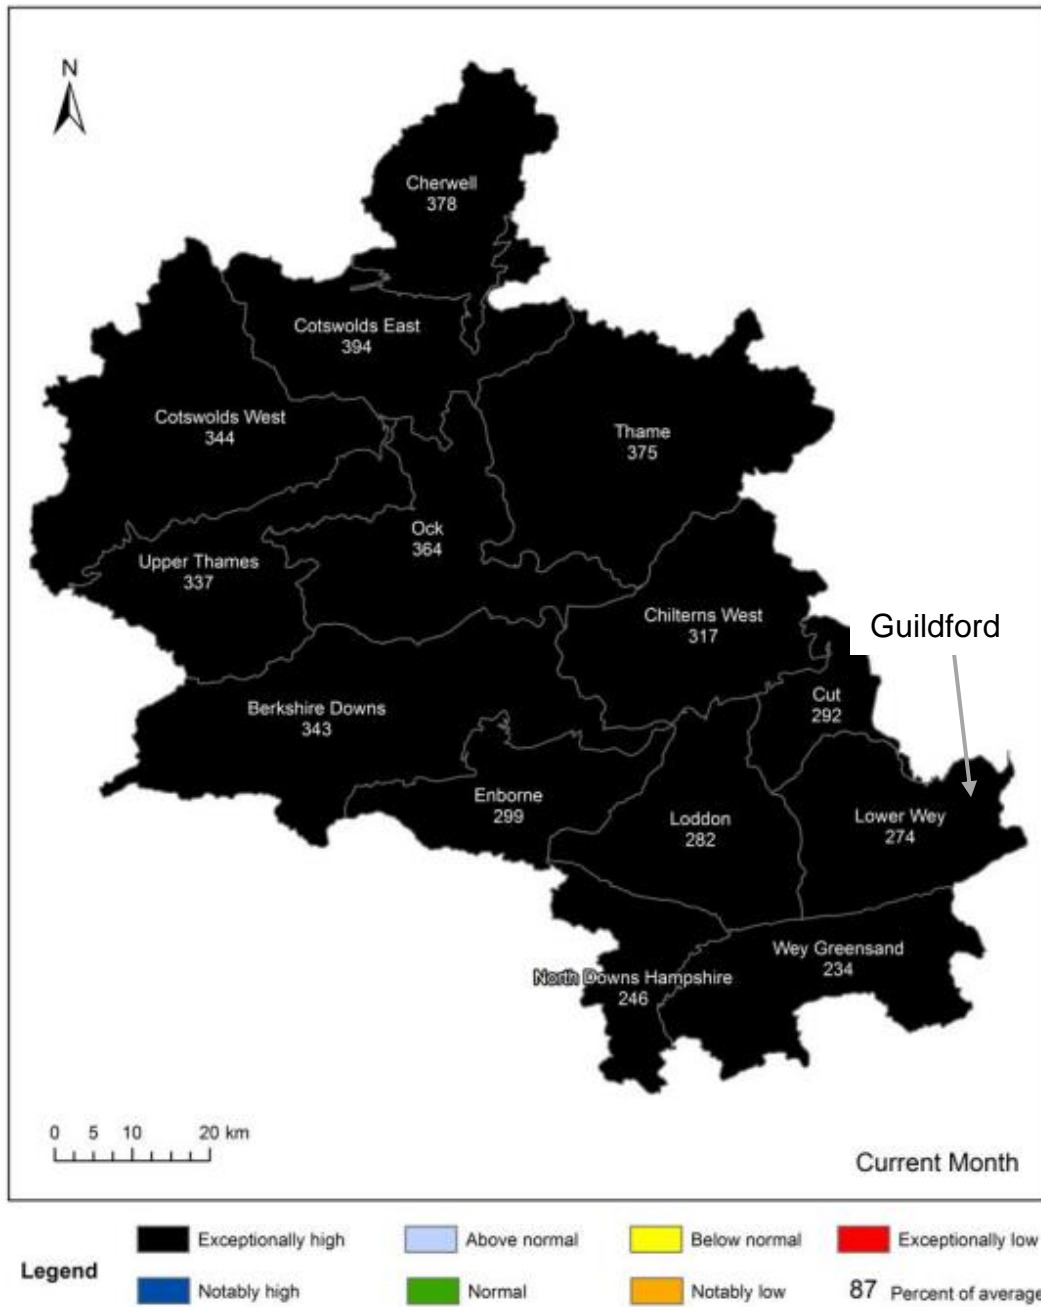 N
Cherwell
378
Cotswolds East
394
Cotswolds West
344
Thame
375
Ock
364
Upper Thames
337
Chilterns West
317
Guildford
Cut
292
Berkshire Downs
343
Enborne
299
Loddon
282
Lower Wey
274
Wey Greensand
234
North Downs Hampshire
246
0 5 10 20 km
Current Month
Legend
Exceptionally high
Above normal
Below normal
Exceptionally low
Notably high
Normal
Notably low
87 Percent of average